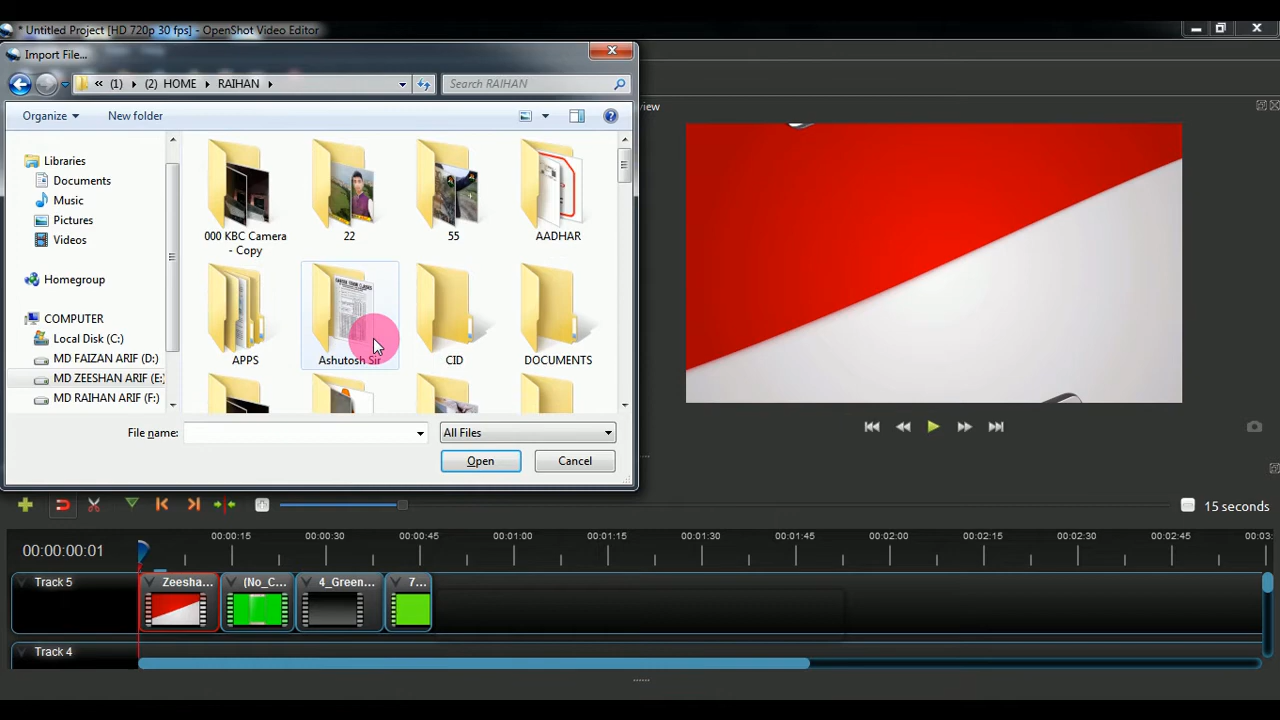 * Untitled Project [HD 720p 30 fps] - OpenShot Video Editor
Import File...
(1) (2) HOME RAIHAN
Search RAIHAN
Organize New folder
Libraries
Documents
Music
Pictures
Videos
Homegroup
COMPUTER
Local Disk (C:)
MD FAIZAN ARIF (D:)
MD ZEESHAN ARIF (E:
MD RAIHAN ARIF (F:)
000 KBC Camera - Copy
22
55
AADHAR
APPS
Ashutosh Sir
CID
DOCUMENTS
File name:
All Files
Open
Cancel
view
15 seconds
00:00:00:01
00:00:15 00:00:30 00:00:45 00:01:00 00:01:15 00:01:30 00:01:45 00:02:00 00:02:15 00:02:30 00:02:45 00:03:
Track 5
Zeesha...
(No_C...
4_Green...
7...
Track 4